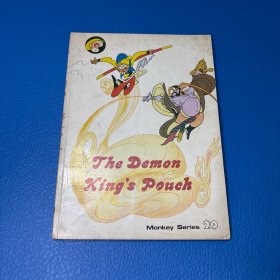 The Demon
King's Pouch
Monkey Series 20